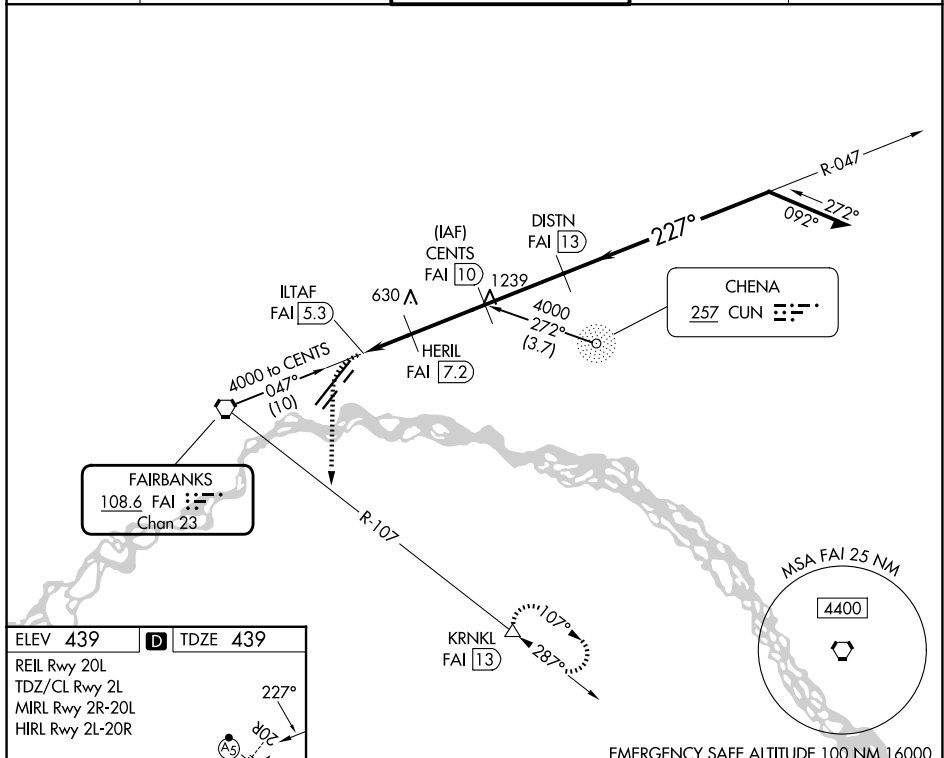 R-047
272°
092°
227°
DISTN
FAI 13
(IAF)
CENTS
FAI 10
1239
630
ILTAF
FAI 5.3
HERIL
FAI 7.2
4000
272°
(3.7)
CHENA
257 CUN
4000 to CENTS
047°
(10)
FAIRBANKS
108.6 FAI
Chan 23
R-107
MSA FAI 25 NM
4400
KRNKL
FAI 13
107°
287°
ELEV 439 D TDZE 439
REIL Rwy 20L
TDZ/CL Rwy 2L
MIRL Rwy 2R-20L
HIRL Rwy 2L-20R
227°
20R
A5
EMERGENCY SAFE ALTITUDE 100 NM 16000